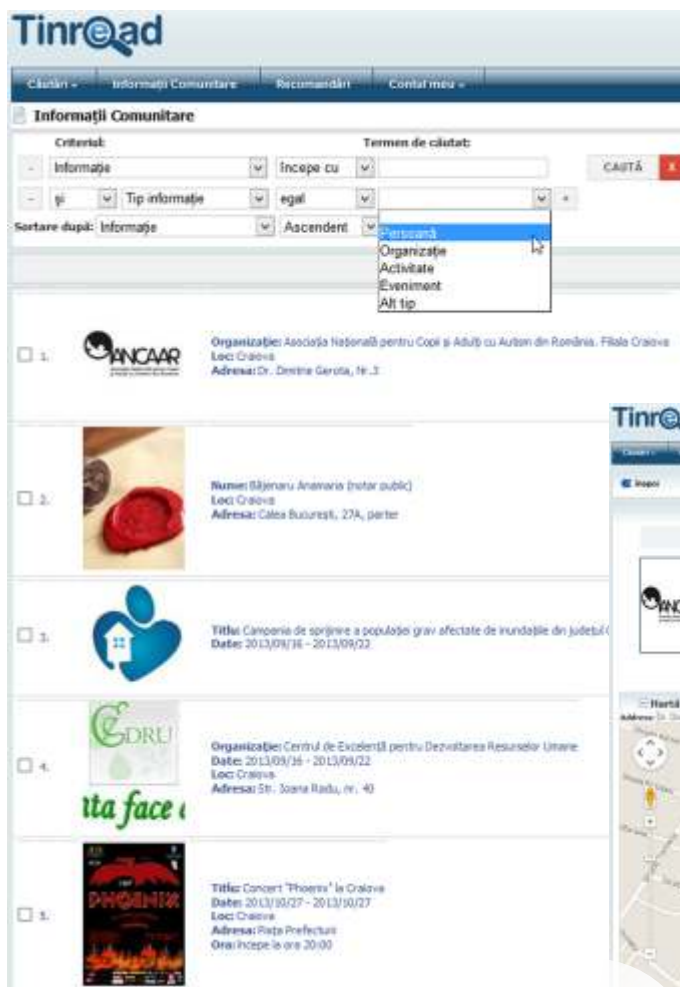 Tinread
Căutări Informații Comunitare Recomandări Contul meu
Informații Comunitare
Criteriul: Termen de căutat:
- Informație începe cu CAUTĂ X
- și Tip informație egal +
Sortare după: Informație Ascendent
Persoană
Organizație
Activitate
Eveniment
Alt tip
1. ANCAAR
Organizație: Asociația Națională pentru Copii și Adulți cu Autism din România. Filiala Craiova
Loc: Craiova
Adresa: Dr. Dimitrie Gerota, Nr.3
2. Nume: Băjenaru Anamaria (notar public)
Loc: Craiova
Adresa: Calea București, 27A, parter
3. Titlu: Campania de sprijinire a populației grav afectate de inundațiile din județul
Date: 2013/09/16 - 2013/09/22
4. EDRU
ita face
Organizație: Centrul de Excelență pentru Dezvoltarea Resurselor Umane
Date: 2013/09/16 - 2013/09/22
Loc: Craiova
Adresa: Str. Ioana Radu, nr. 40
5. PHOENIX
Titlu: Concert "Phoenix" la Craiova
Date: 2013/10/27 - 2013/10/27
Loc: Craiova
Adresa: Piața Prefecturii
Ora: începe la ora 20:00
Tinr
Căutări
Înapoi
ANC
Hartă